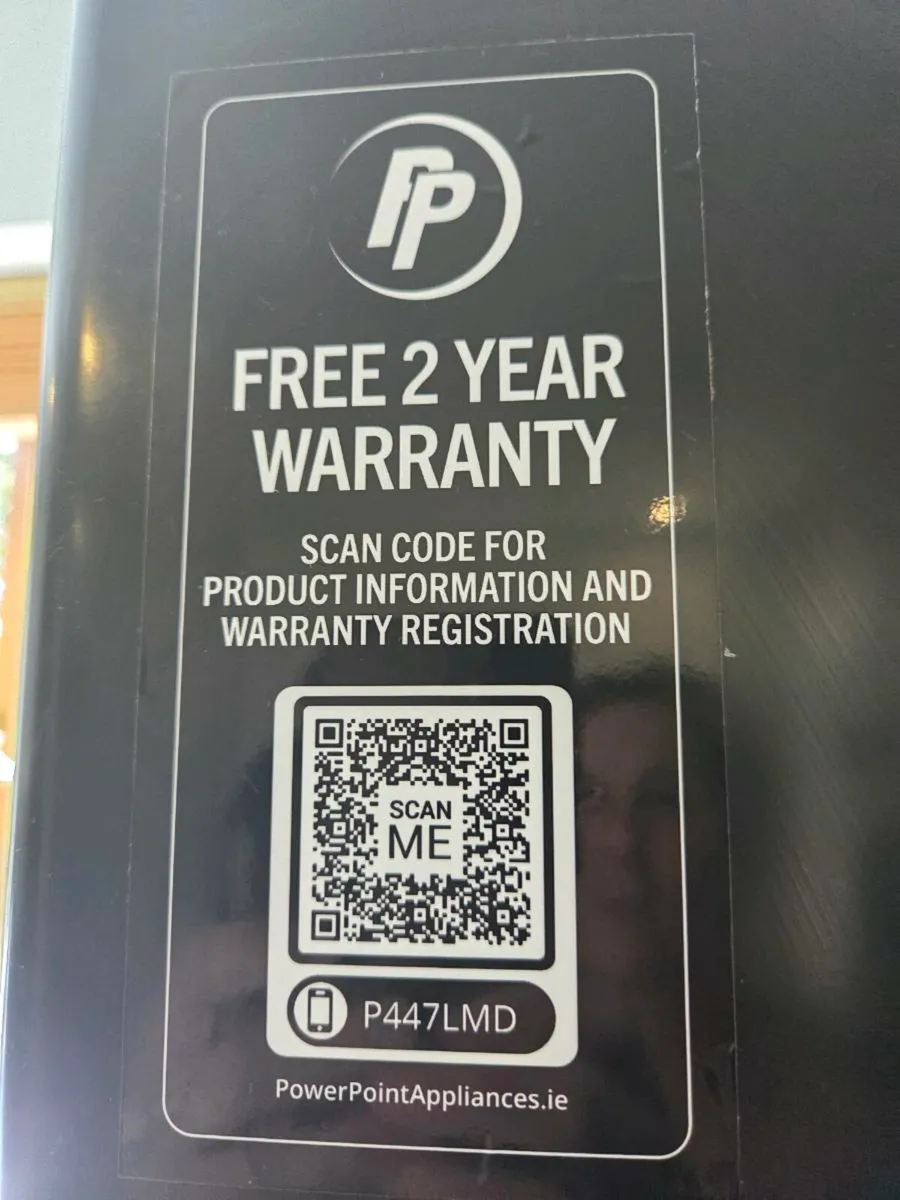 PP
FREE 2 YEAR
WARRANTY
SCAN CODE FOR
PRODUCT INFORMATION AND
WARRANTY REGISTRATION
SCAN
ME
P447LMD
PowerPointAppliances.ie